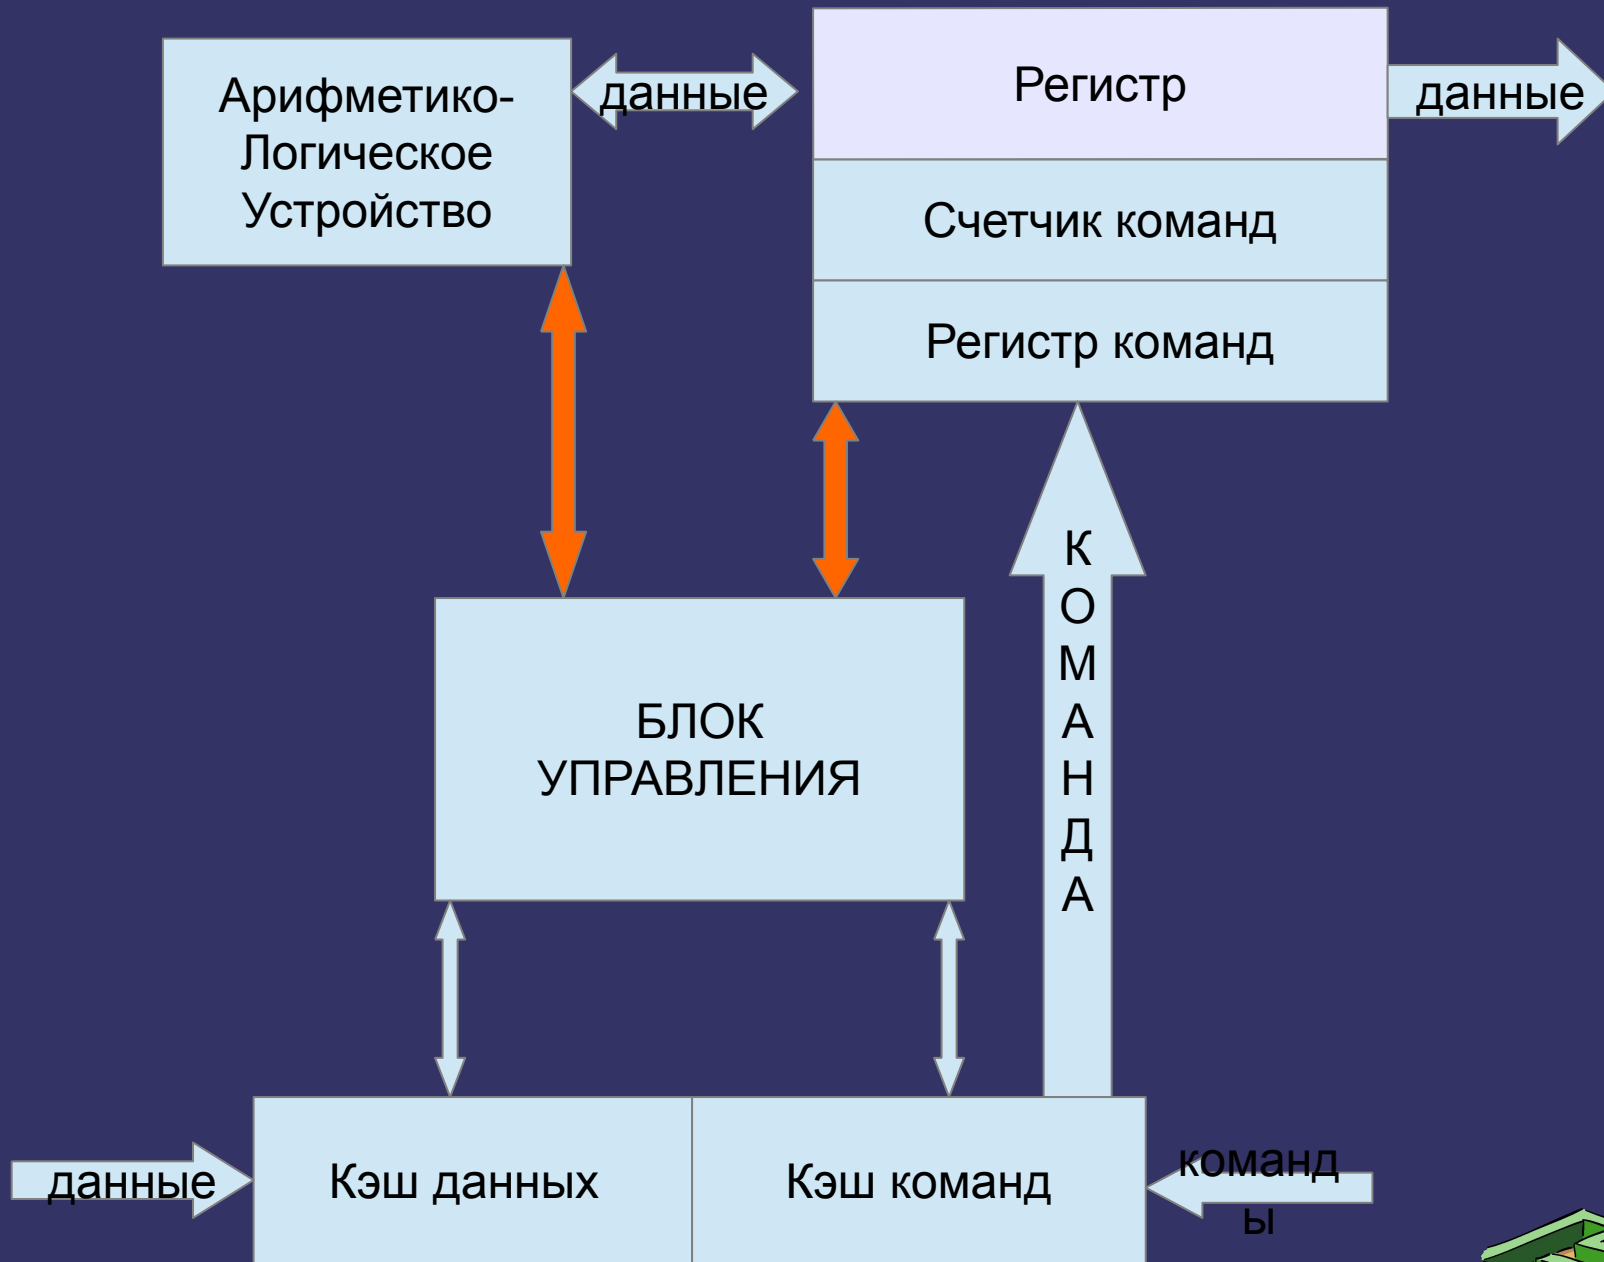 Арифметико-
Логическое
Устройство
данные
Регистр
данные
Счетчик команд
Регистр команд
К
О
М
А
Н
Д
А
БЛОК
УПРАВЛЕНИЯ
данные
Кэш данных
Кэш команд
команд
ы